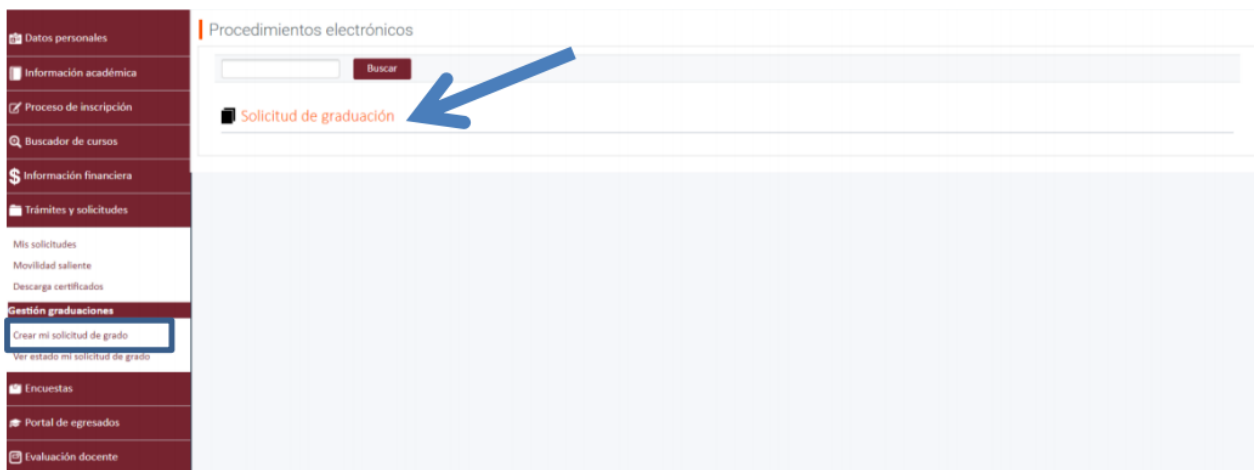 Datos personales
Información académica
Proceso de inscripción
Buscador de cursos
Información financiera
Trámites y solicitudes
Mis solicitudes
Movilidad saliente
Descarga certificados
Gestión graduaciones
Crear mi solicitud de grado
Ver estado mi solicitud de grado
Encuestas
Portal de egresados
Evaluación docente
Procedimientos electrónicos
Buscar
Solicitud de graduación